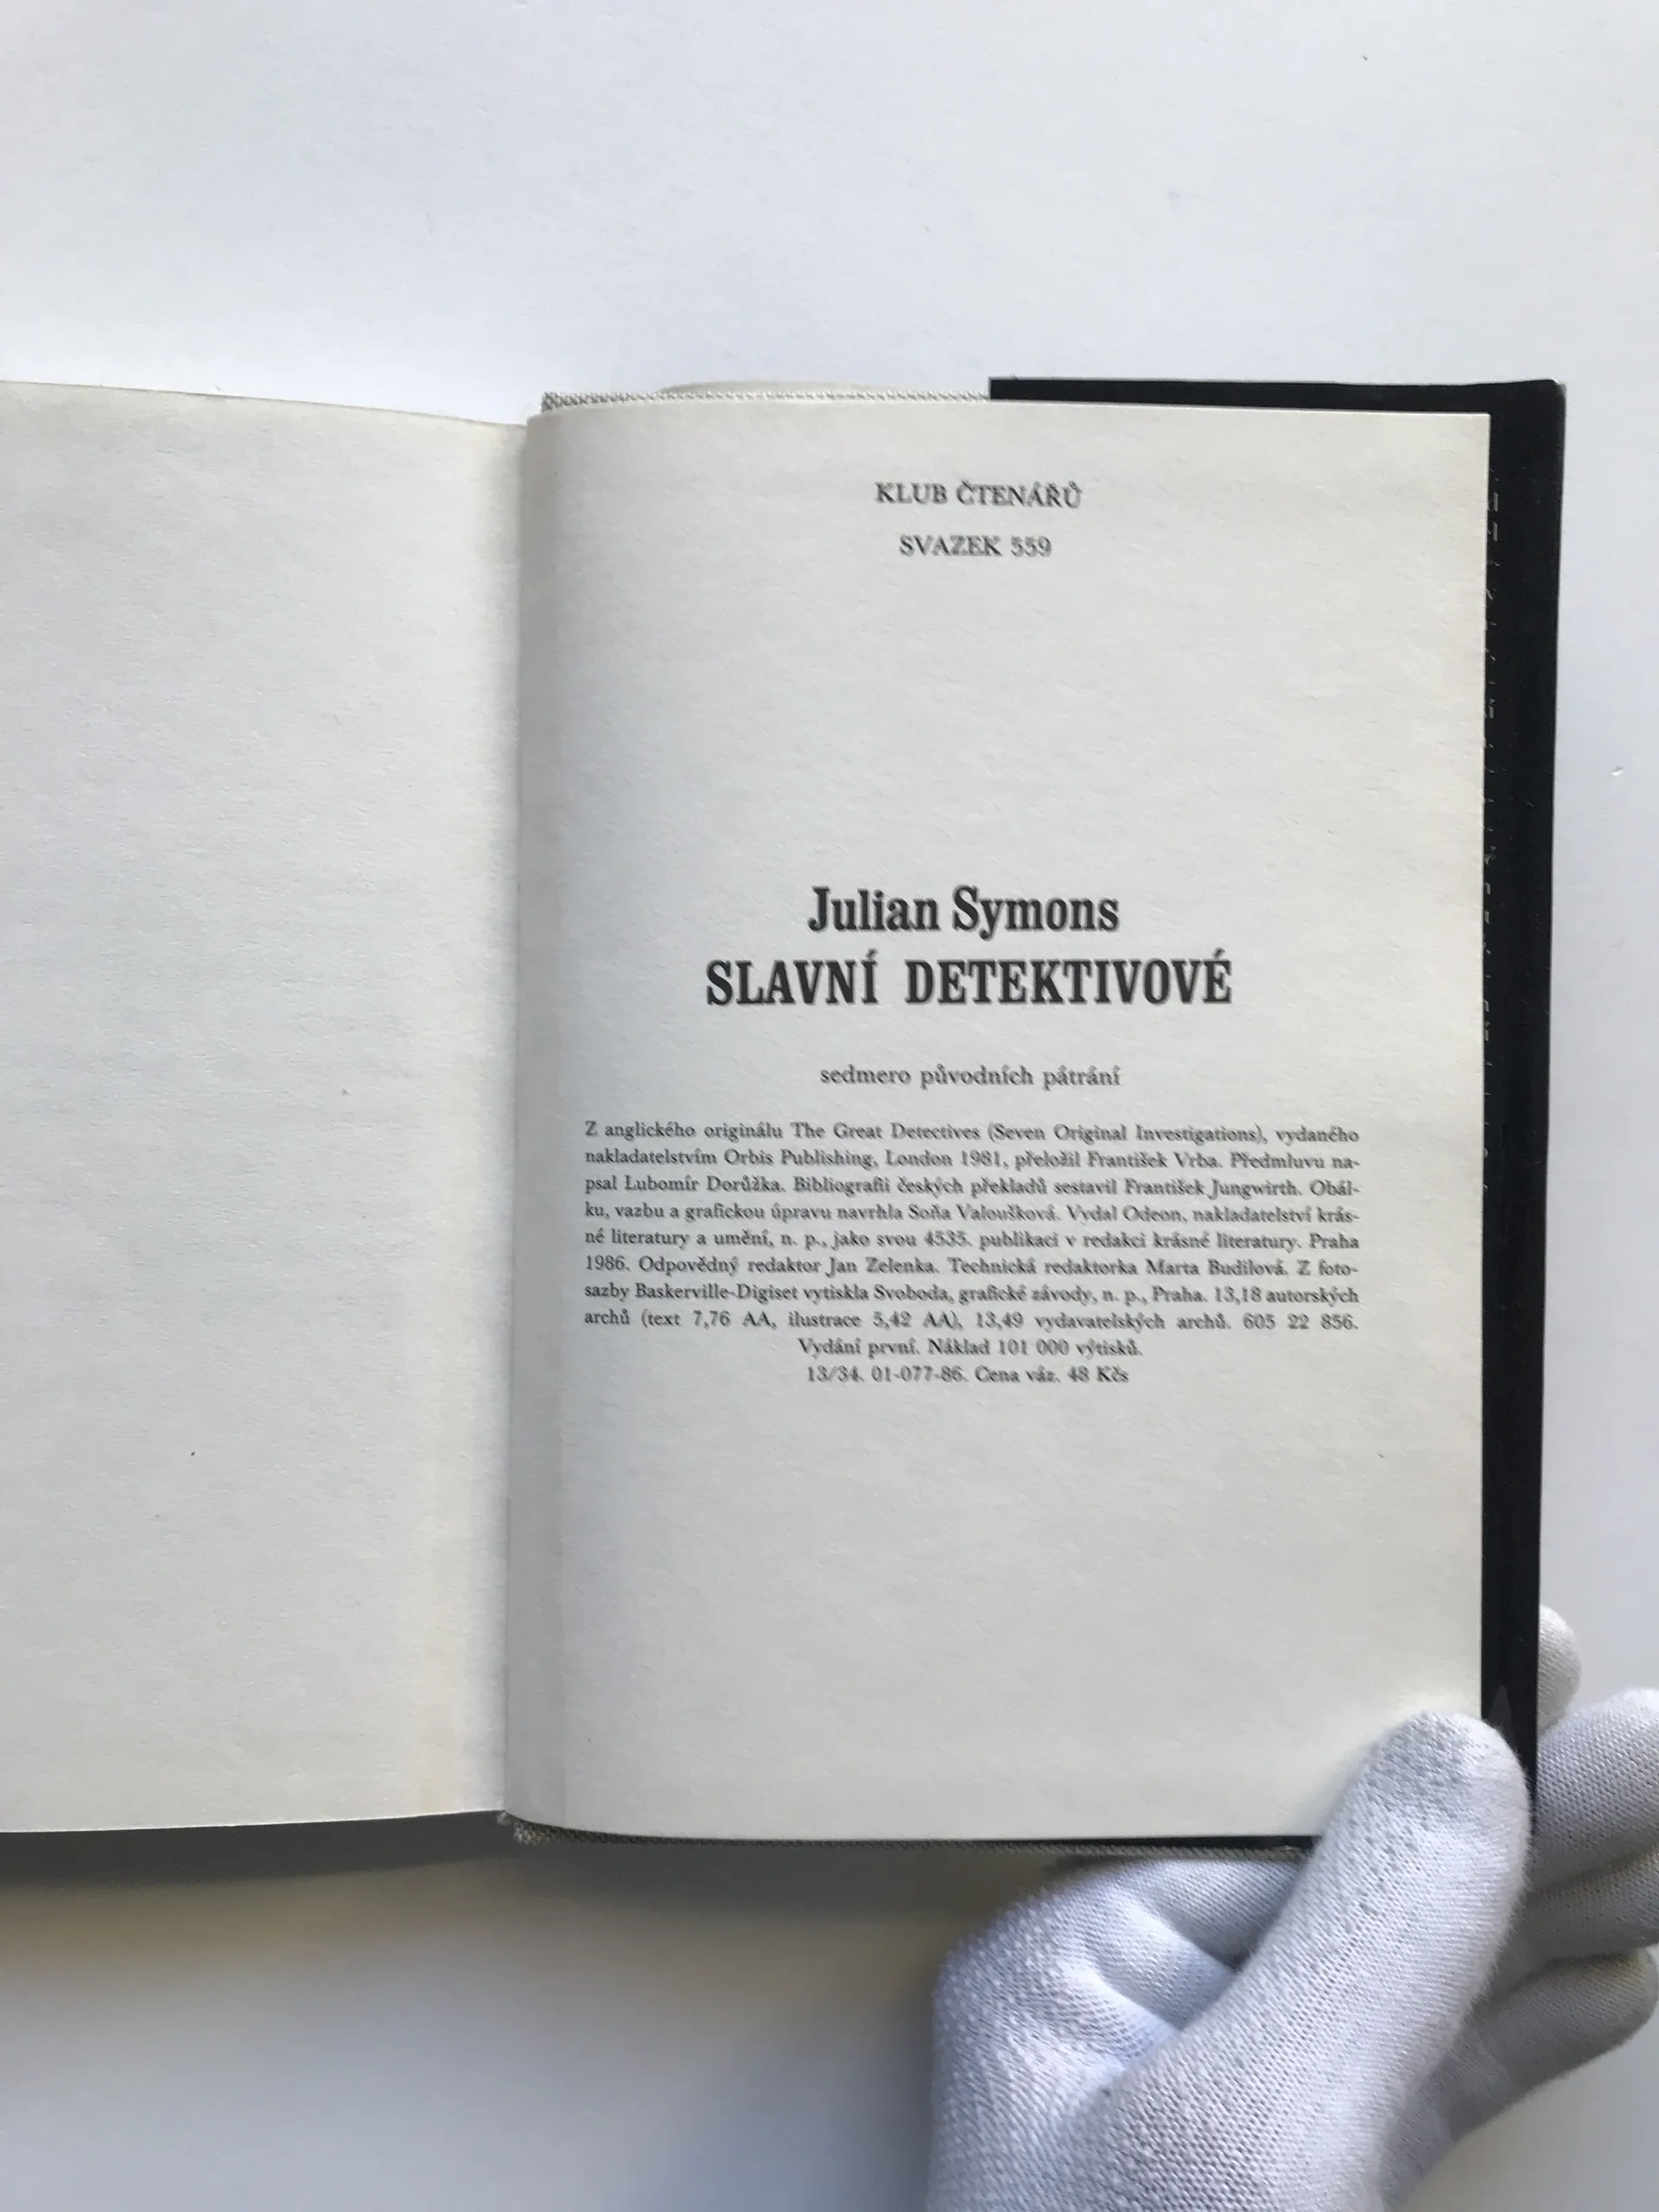 KLUB ČTENÁŘŮ
SVAZEK 559
Julian Symons
SLAVNÍ DETEKTIVOVÉ
sedmero původních pátrání
Z anglického originálu The Great Detectives (Seven Original Investigations), vydaného
nakladatelstvím Orbis Publishing, London 1981, přeložil František Vrba. Předmluvu na-
psal Lubomír Dorůžka. Bibliografii českých překladů sestavil František Jungwirth. Obál-
ku, vazbu a grafickou úpravu navrhla Soňa Valoušková. Vydal Odeon, nakladatelství krás-
né literatury a umění, n. p., jako svou 4535. publikaci v redakci krásné literatury. Praha
1986. Odpovědný redaktor Jan Zelenka. Technická redaktorka Marta Budilová. Z foto-
sazby Baskerville-Digiset vytiskla Svoboda, grafické závody, n. p., Praha. 13,18 autorských
archů (text 7,76 AA, ilustrace 5,42 AA), 13,49 vydavatelských archů. 605 22 856.
Vydání první. Náklad 101 000 výtisků.
13/34. 01-077-86. Cena váz. 48 Kčs